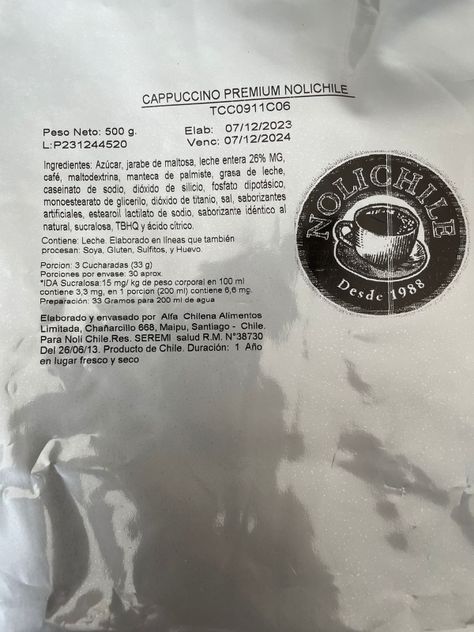 CAPPUCCINO PREMIUM NOLICHILE
TCC0911C06
Peso Neto: 500 g. Elab: 07/12/2023
L:P231244520 Venc: 07/12/2024
Ingredientes: Azúcar, jarabe de maltosa, leche entera 26% MG,
café, maltodextrina, manteca de palmiste, grasa de leche,
caseinato de sodio, dióxido de silicio, fosfato dipotásico,
monoestearato de glicerilo, dióxido de titanio, sal, saborizantes
artificiales, estearoil lactilado de sodio, saborizante idéntico al
natural, sucralosa, TBHQ y ácido cítrico.
Contiene: Leche. Elaborado en líneas que también
procesan: Soya, Gluten, Sulfitos, y Huevo.
Porcion: 3 Cucharadas (33 g)
Porciones por envase: 30 aprox.
*IDA Sucralosa:15 mg/ kg de peso corporal en 100 ml
contiene 3,3 mg, en 1 porción (200 ml) contiene 6,6 mg.
Preparación: 33 Gramos para 200 ml de agua
Elaborado y envasado por Alfa Chilena Alimentos
Limitada, Chañarcillo 668, Maipu, Santiago - Chile.
Para Noli Chile.Res. SEREMI salud R.M. N°38730
Del 26/06/13. Producto de Chile. Duración: 1 Año
en lugar fresco y seco
NOLICHILE
Desde 1988